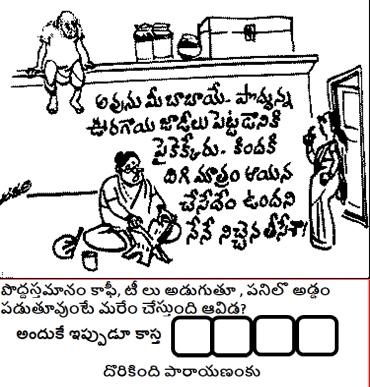 అవును మీ బాబాయే- పొద్దున్న
ఊరగాయ జాడీలు పెట్టడానికి
పైకెక్కేరు. కిందకి
దిగి మాత్రం ఆయన
చేసేదేం ఉందని
నేనే నిచ్చెన తీసేశా!
పొద్దస్తమానం కాఫీ, టీ లు అడుగుతూ , పనిలొ అడ్డం
పడుతూవుంటే మరేం చేస్తుంది ఆవిడ?
అందుకే ఇప్పుడూ కాస్త
దొరికింది పారాయణంకు